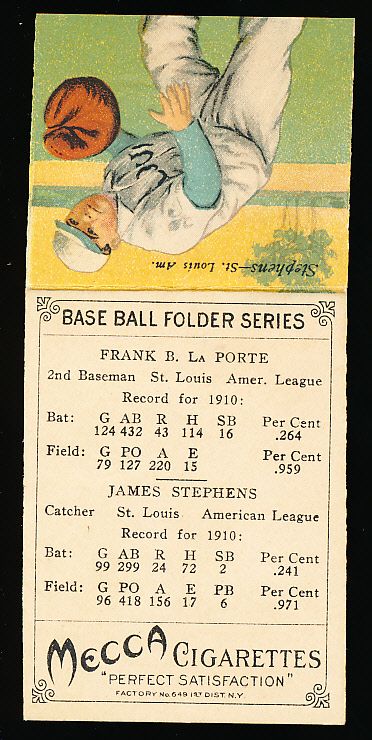 Stephens—St. Louis Am.
BASE BALL FOLDER SERIES
FRANK B. LA PORTE
2nd Baseman St. Louis Amer. League
Record for 1910:
Bat: G AB R H SB Per Cent
124 432 43 114 16 .264
Field: G PO A E Per Cent
79 127 220 15 .959
JAMES STEPHENS
Catcher St. Louis American League
Record for 1910:
Bat: G AB R H SB Per Cent
99 299 24 72 2 .241
Field: G PO A E PB Per Cent
96 418 156 17 6 .971
MECCA CIGARETTES
"PERFECT SATISFACTION"
FACTORY No. 649 1ST DIST. N.Y.